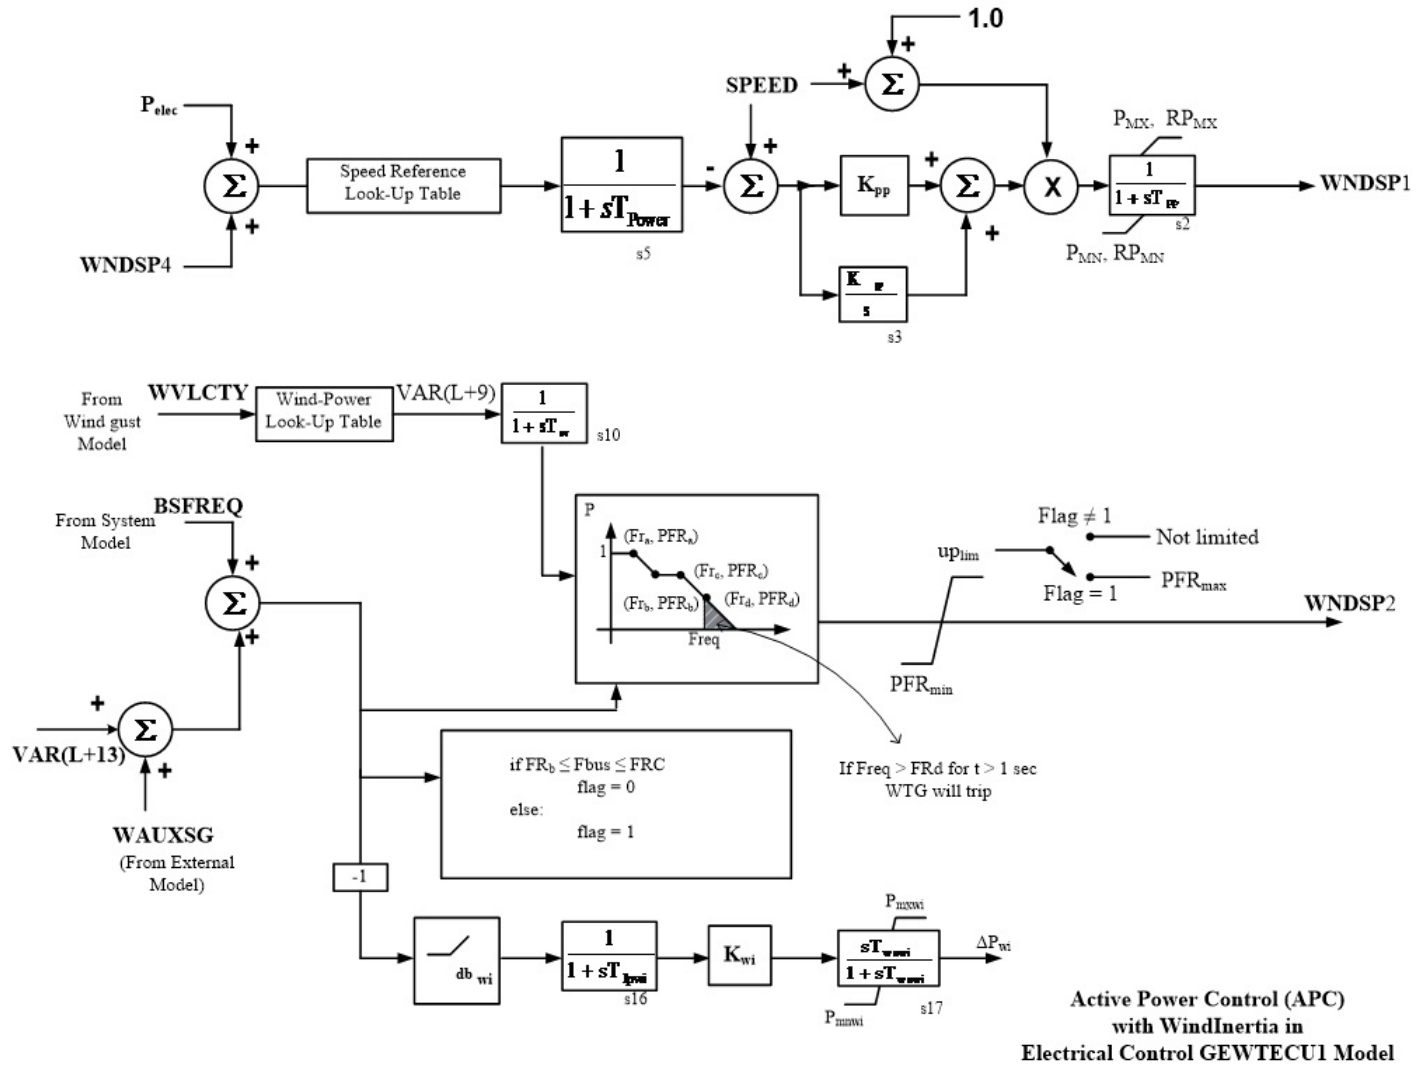 1.0
+
SPEED
+
Σ
P_elec
+
Σ
+
WNDSP4
Speed Reference
Look-Up Table
1
1 + sT_Power
s5
-
+
Σ
K_pp
+
Σ
+
X
P_MX, RP_MX
1
1 + sT
s2
P_MN, RP_MN
WNDSP1
K
s
s3
From
Wind gust
Model
WVLCTY
Wind-Power
Look-Up Table
VAR(L+9)
1
1 + sT
s10
From System
Model
BSFREQ
+
Σ
+
+
Σ
+
VAR(L+13)
WAUXSG
(From External
Model)
P
1
(Fr_a, PFR_a)
(Fr_c, PFR_c)
(Fr_b, PFR_b)
(Fr_d, PFR_d)
Freq
up_lim
PFR_min
Flag ≠ 1
Not limited
Flag = 1
PFR_max
WNDSP2
If Freq > FRd for t > 1 sec
WTG will trip
if FR_b ≤ Fbus ≤ FRC
flag = 0
else:
flag = 1
-1
db_wi
1
1 + sT_lpwi
s16
K_wi
P_mxwi
sT_wowi
1 + sT_wowi
s17
P_mnwi
ΔP_wi
Active Power Control (APC)
with WindInertia in
Electrical Control GEWTECU1 Model